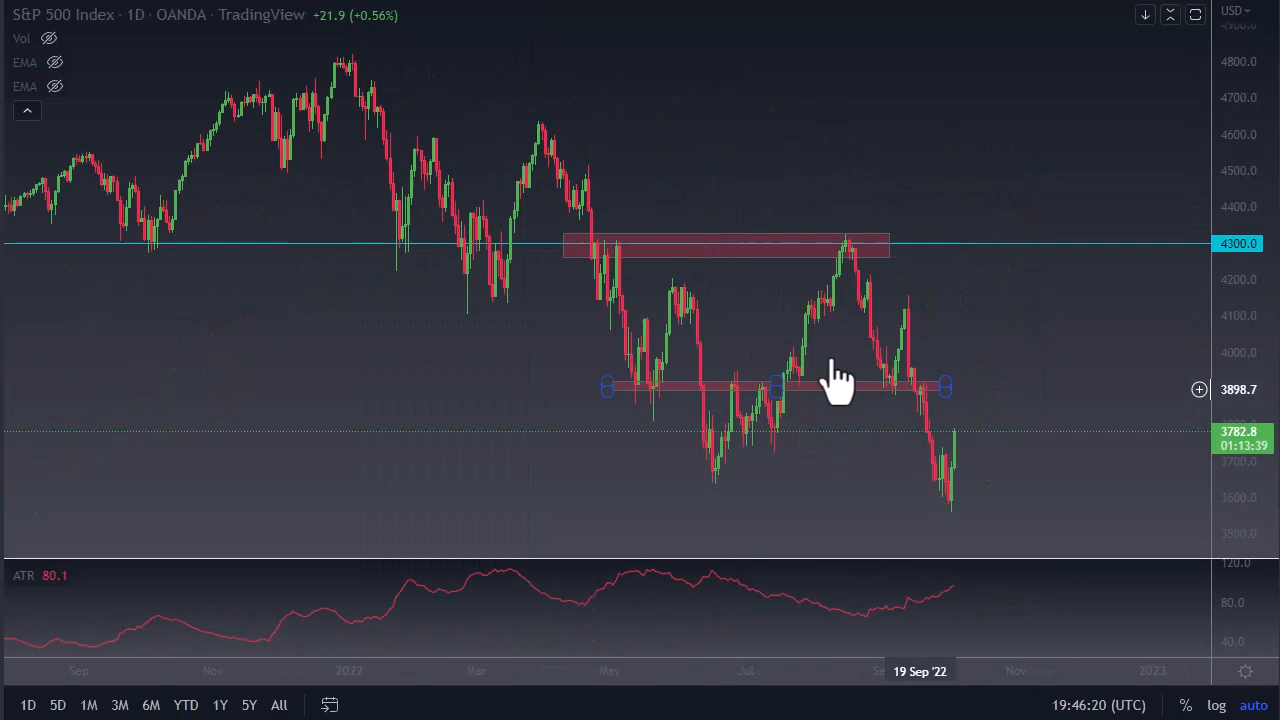 S&P 500 Index · 1D · OANDA · TradingView +21.9 (+0.56%)
USD
Vol
EMA
EMA
4900.0
4800.0
4700.0
4600.0
4500.0
4400.0
4300.0
4200.0
4100.0
4000.0
3898.7
3782.8
01:13:39
3700.0
3600.0
3500.0
ATR 80.1
120.0
80.0
40.0
Sep Nov 2022 Mar May Jul Se 19 Sep '22 Nov 2023
1D 5D 1M 3M 6M YTD 1Y 5Y All 19:46:20 (UTC) % log auto